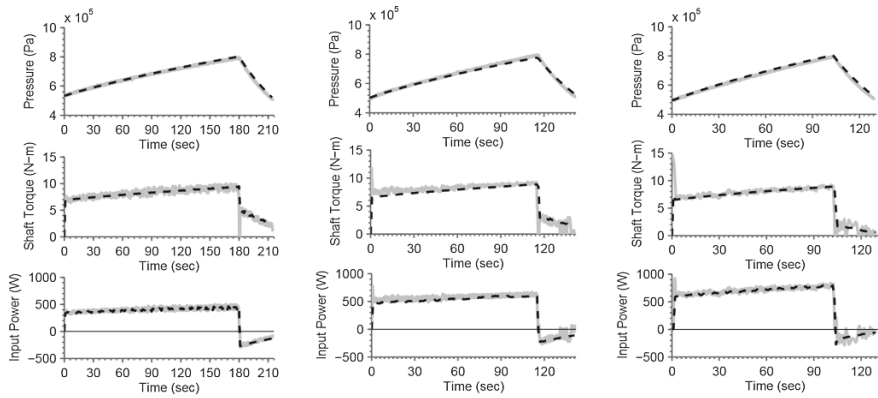 x 10⁵ x 10⁵ x 10⁵
Pressure (Pa) Pressure (Pa) Pressure (Pa)
10 10 10
8 8 8
6 6 6
4 4 4
0 30 60 90 120 150 180 210 0 30 60 90 120 0 30 60 90 120
Time (sec) Time (sec) Time (sec)
Shaft Torque (N−m) Shaft Torque (N−m) Shaft Torque (N−m)
15 15 15
10 10 10
5 5 5
0 0 0
0 30 60 90 120 150 180 210 0 30 60 90 120 0 30 60 90 120
Time (sec) Time (sec) Time (sec)
Input Power (W) Input Power (W) Input Power (W)
1000 1000 1000
500 500 500
0 0 0
−500 −500 −500
0 30 60 90 120 150 180 210 0 30 60 90 120 0 30 60 90 120
Time (sec) Time (sec) Time (sec)